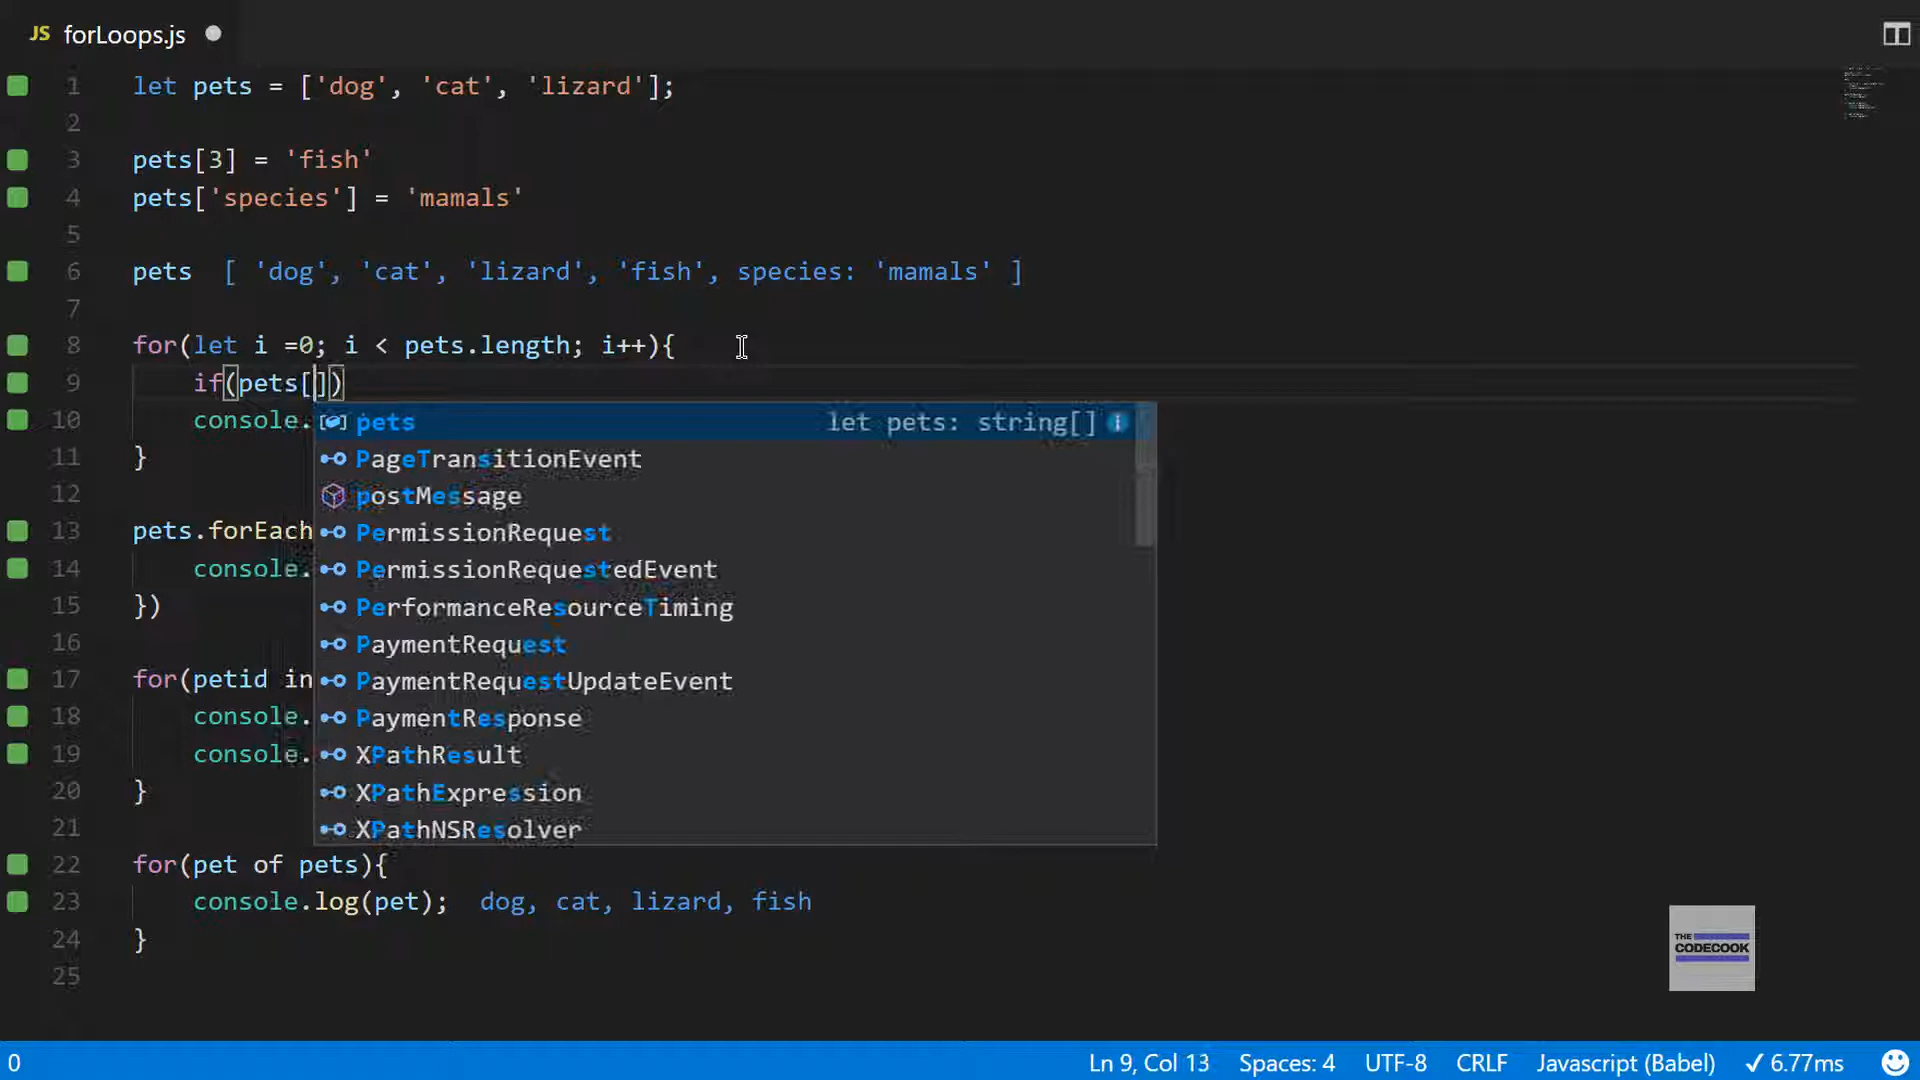 JS forLoops.js
1 let pets = ['dog', 'cat', 'lizard'];
2
3 pets[3] = 'fish'
4 pets['species'] = 'mamals'
5
6 pets [ 'dog', 'cat', 'lizard', 'fish', species: 'mamals' ]
7
8 for(let i =0; i < pets.length; i++){
9 if(pets[])
10 console.
11 }
12
13 pets.forEach
14 console.
15 })
16
17 for(petid in
18 console.
19 console.
20 }
21
22 for(pet of pets){
23 console.log(pet); dog, cat, lizard, fish
24 }
25
pets let pets: string[]
PageTransitionEvent
postMessage
PermissionRequest
PermissionRequestedEvent
PerformanceResourceTiming
PaymentRequest
PaymentRequestUpdateEvent
PaymentResponse
XPathResult
XPathExpression
XPathNSResolver
THE
CODECOOK
0 Ln 9, Col 13 Spaces: 4 UTF-8 CRLF Javascript (Babel) ✓ 6.77ms